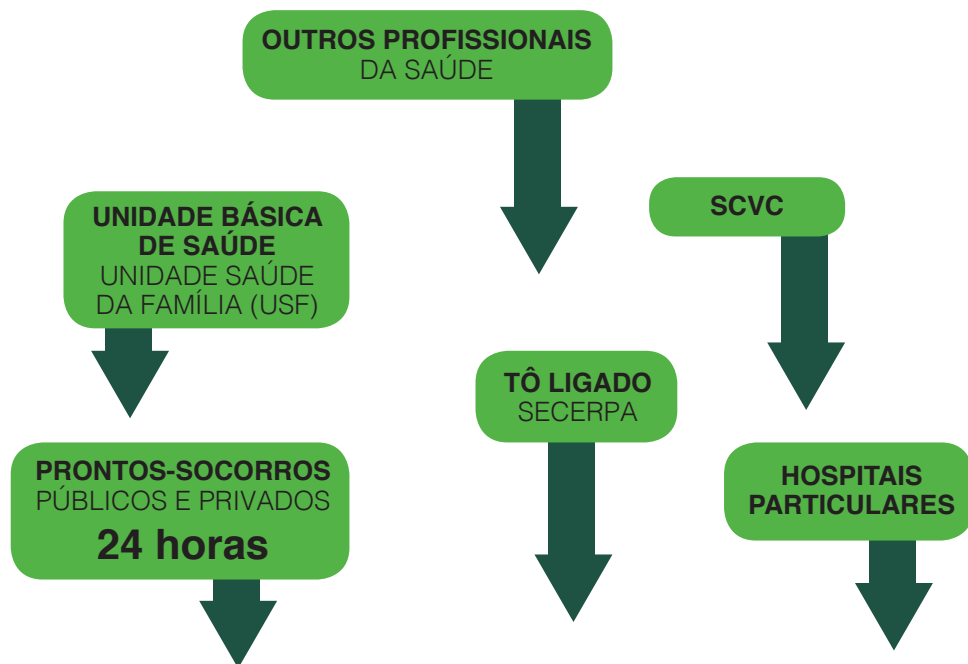 OUTROS PROFISSIONAIS
DA SAÚDE
UNIDADE BÁSICA
DE SAÚDE
UNIDADE SAÚDE
DA FAMÍLIA (USF)
SCVC
TÔ LIGADO
SECERPA
PRONTOS-SOCORROS
PÚBLICOS E PRIVADOS
24 horas
HOSPITAIS
PARTICULARES